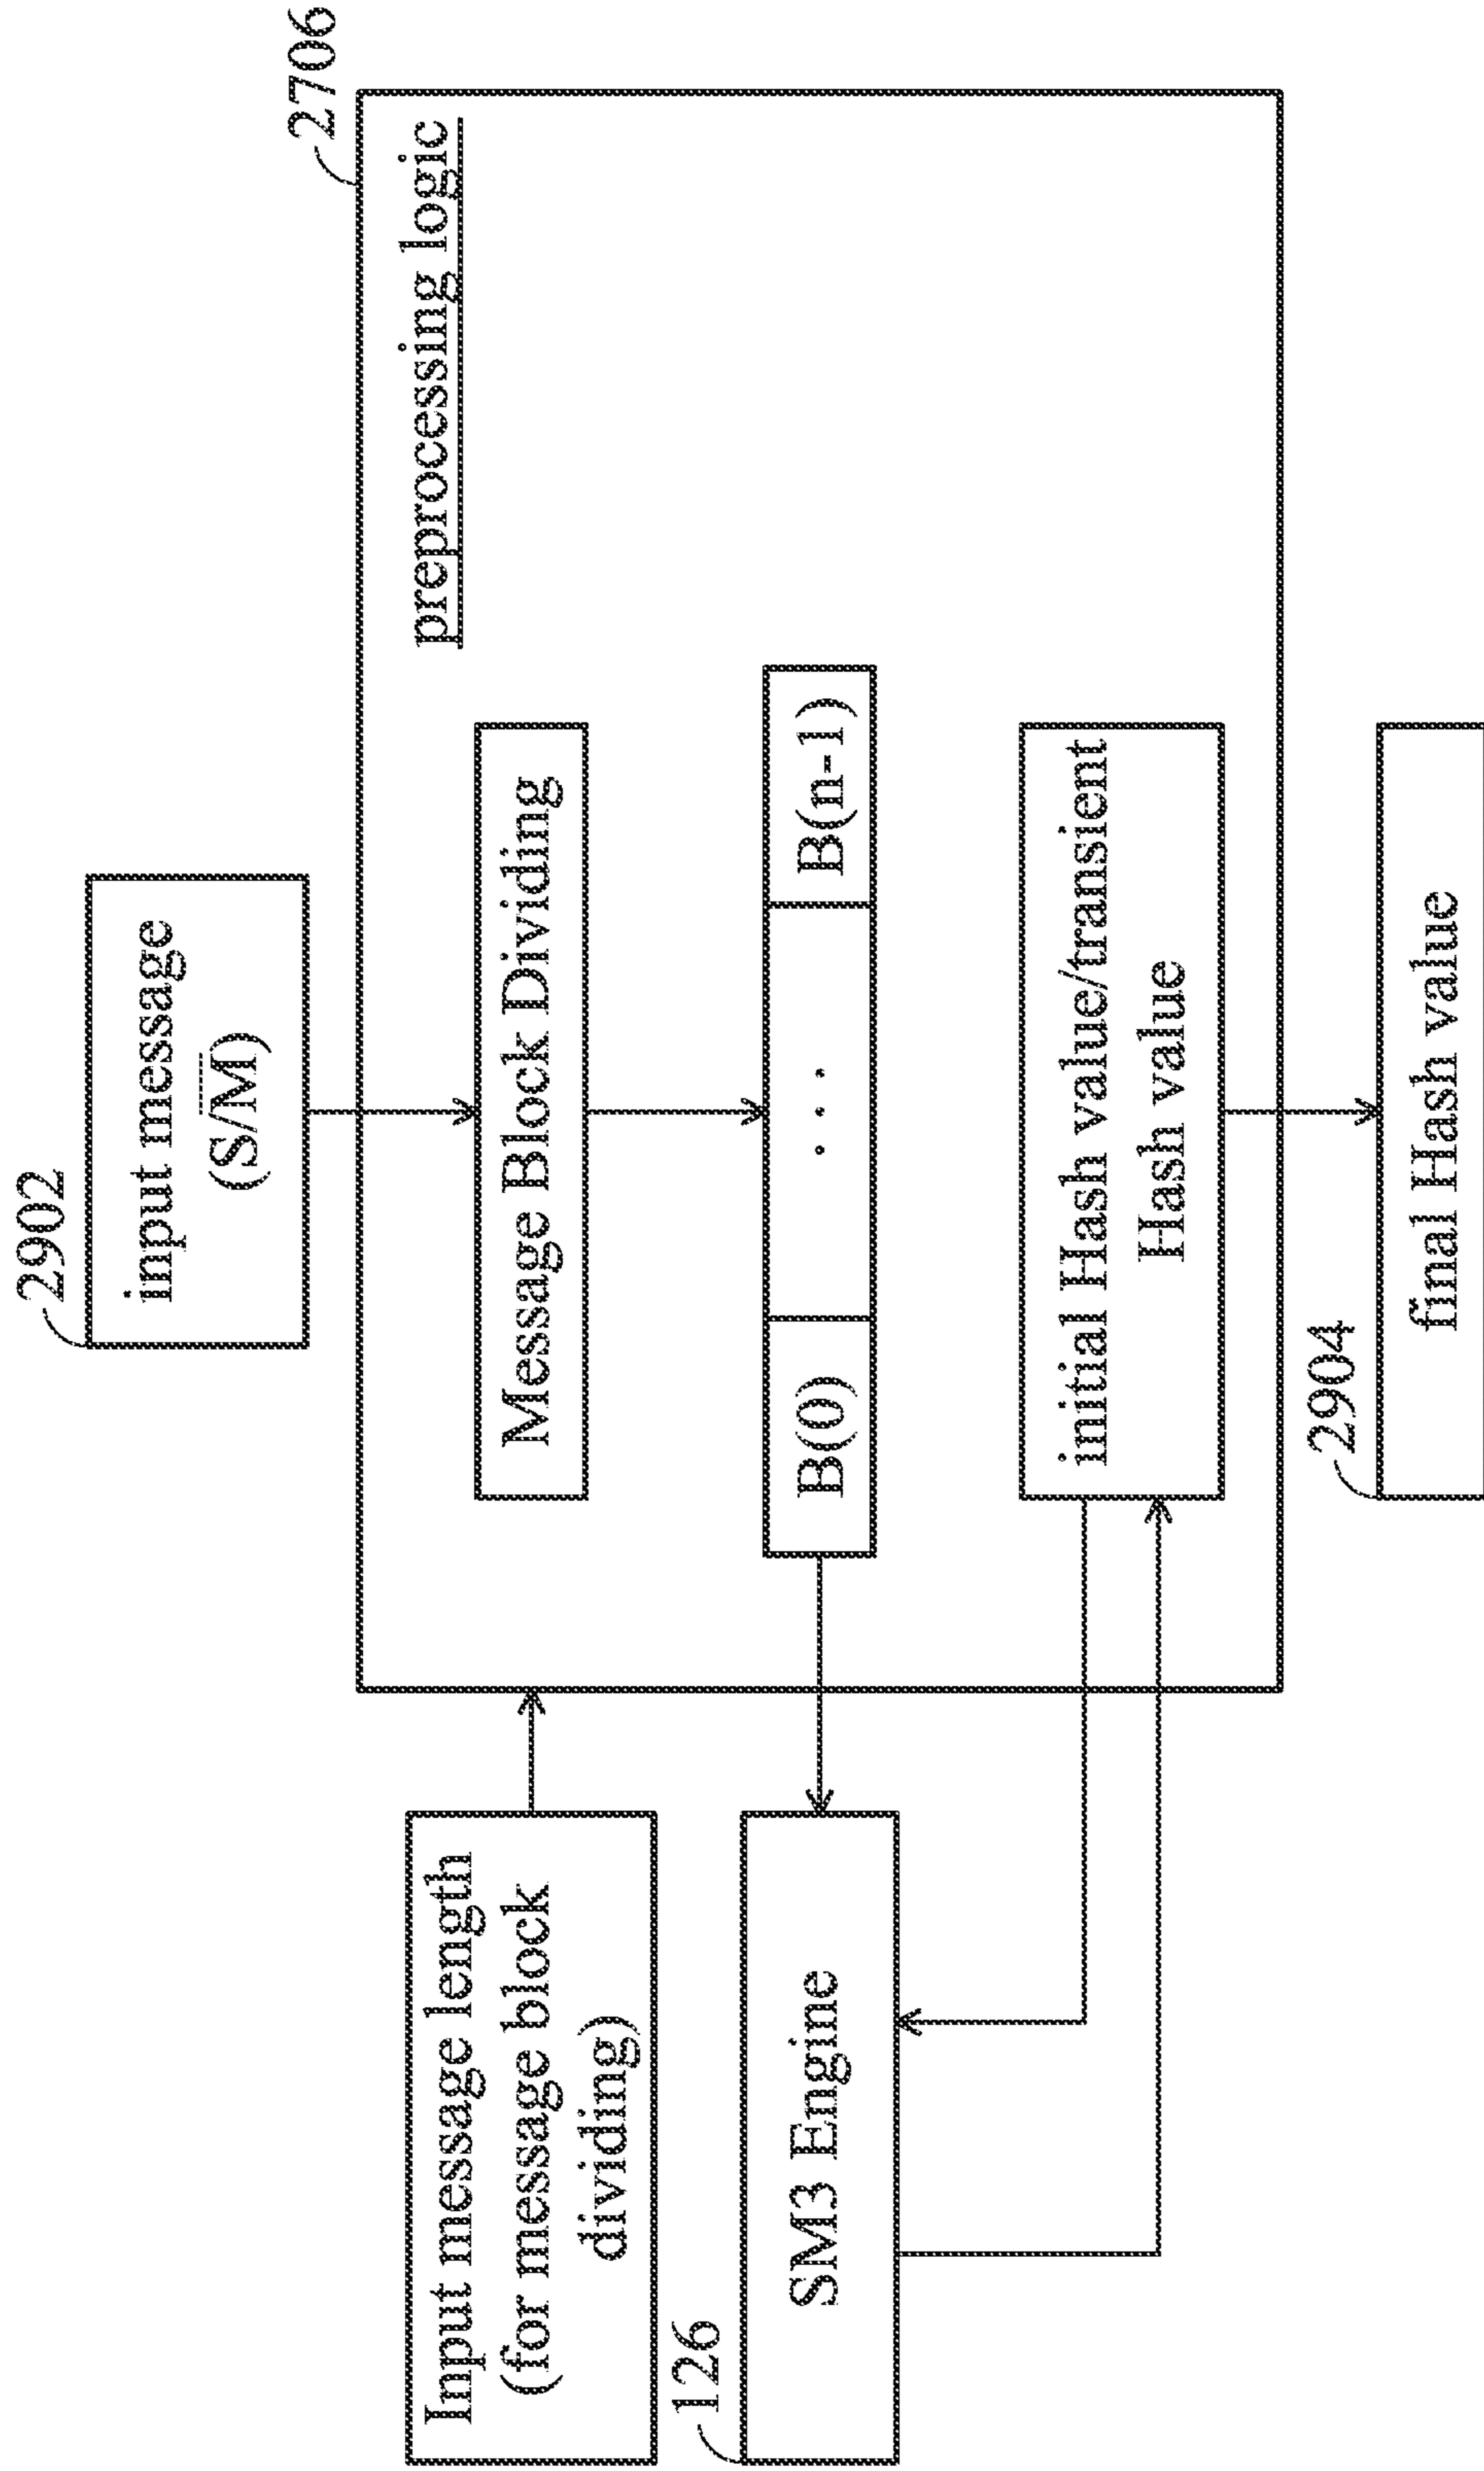 2902
input message
(S/M̅)
2706
preprocessing logic
Input message length
(for message block
dividing)
Message Block Dividing
126
SM3 Engine
B(0)
. . .
B(n-1)
initial Hash value/transient
Hash value
2904
final Hash value